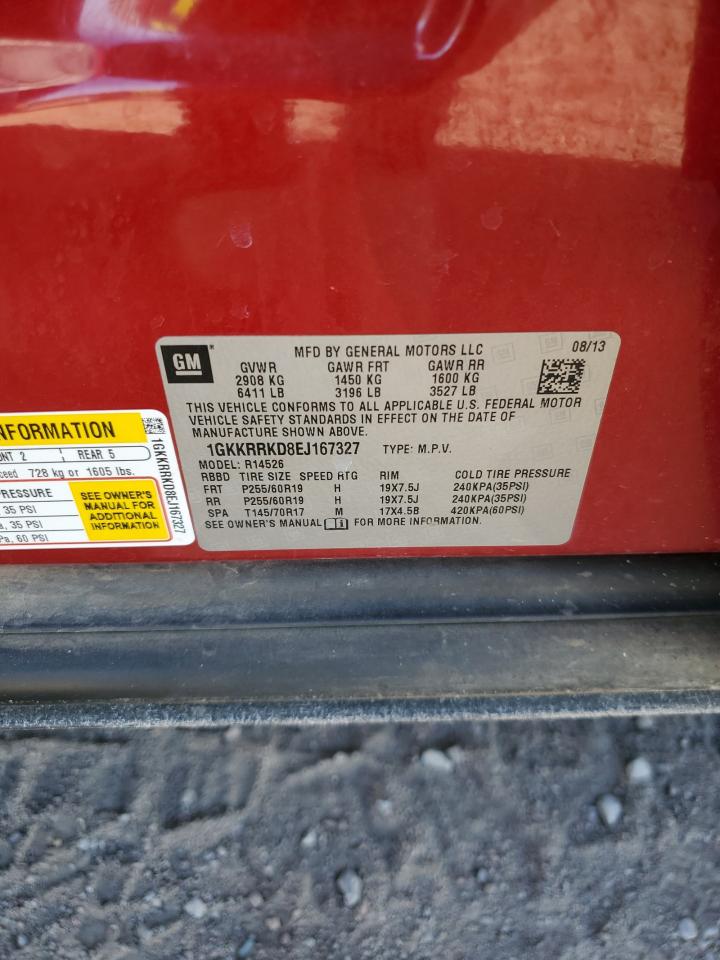 GM
MFD BY GENERAL MOTORS LLC 08/13
GVWR GAWR FRT GAWR RR
2908 KG 1450 KG 1600 KG
6411 LB 3196 LB 3527 LB
THIS VEHICLE CONFORMS TO ALL APPLICABLE U.S. FEDERAL MOTOR
VEHICLE SAFETY STANDARDS IN EFFECT ON THE DATE OF
MANUFACTURE SHOWN ABOVE.
1GKKRRKD8EJ167327 TYPE: M.P.V.
MODEL: R14526
RBBD TIRE SIZE SPEED RTG RIM COLD TIRE PRESSURE
FRT P255/60R19 H 19X7.5J 240KPA(35PSI)
RR P255/60R19 H 19X7.5J 240KPA(35PSI)
SPA T145/70R17 M 17X4.5B 420KPA(60PSI)
SEE OWNER'S MANUAL i FOR MORE INFORMATION.
NFORMATION
NT 2 REAR 5
ceed 728 kg or 1605 lbs.
PRESSURE
, 35 PSI
a, 35 PSI
Pa, 60 PSI
SEE OWNER'S
MANUAL FOR
ADDITIONAL
INFORMATION
1GKKRRKD8EJ167327